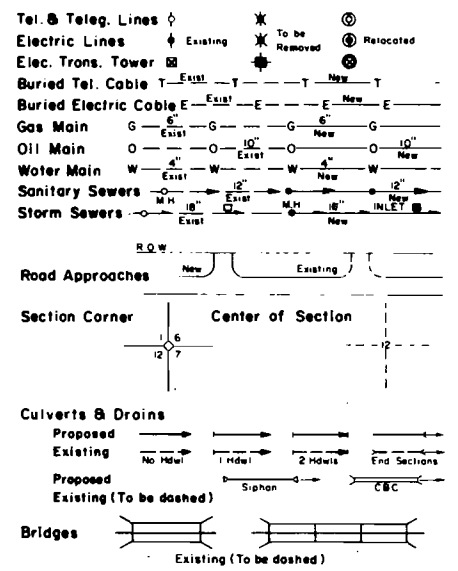 Tel. & Teleg. Lines
Electric Lines Existing To be Removed Relocated
Elec. Trans. Tower
Buried Tel. Cable T Exist T T New T
Buried Electric Cable E Exist E E New E
Gas Main G 6" Exist G G 6" New G
Oil Main O O 10" Exist O O 10" New
Water Main W 4" Exist W W 4" New W
Sanitary Sewers M.H 12" Exist 12" New
Storm Sewers 18" Exist M.H 18" New INLET
R O W
Road Approaches New Existing
Section Corner Center of Section
1 6
12 7
12
Culverts & Drains
Proposed
Existing No Hdwl 1 Hdwl 2 Hdwls End Sections
Proposed Siphon CBC
Existing (To be dashed)
Bridges
Existing (To be dashed)